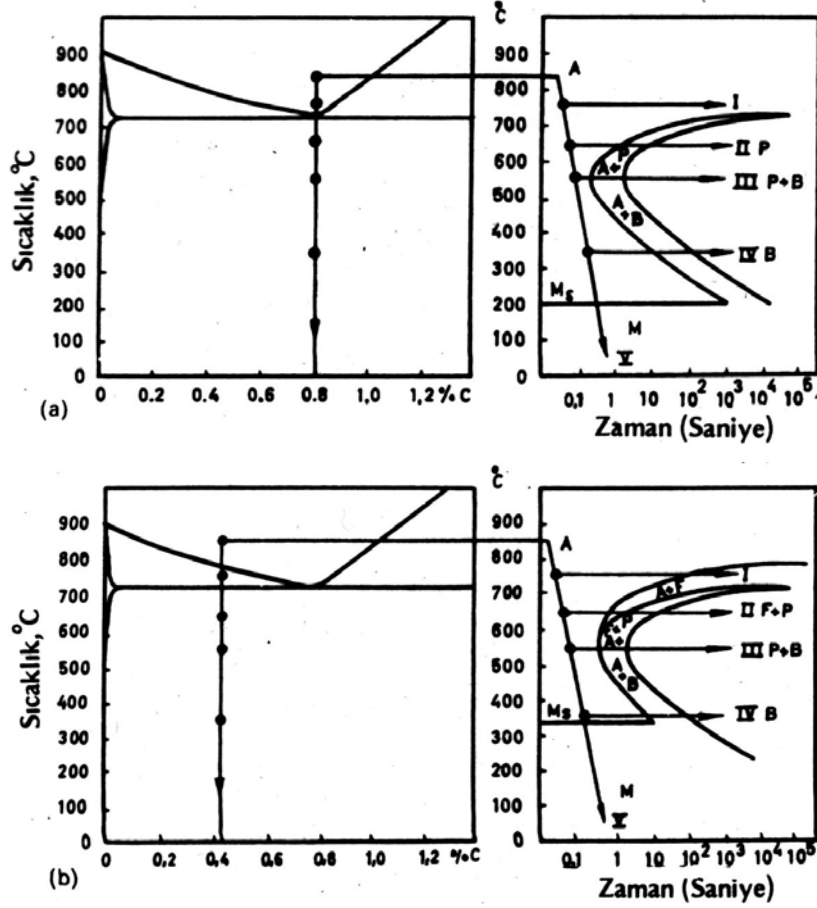 °C
900
800
700
600
500
400
300
200
100
0
Sıcaklık, °C
0 0.2 0.4 0.6 0.8 1,0 1,2 %C
(a)
900
800
700
600
500
400
300
200
100
0
A
I
II P
III P+B
IV B
A+P
A+B
Ms
M
V
0,1 1 10 10² 10³ 10⁴ 10⁵
Zaman (Saniye)
°C
900
800
700
600
500
400
300
200
100
0
Sıcaklık, °C
0 0,2 0,4 0,6 0,8 1,0 1,2 %C
(b)
900
800
700
600
500
400
300
200
100
0
A
I
A+F
II F+P
III P+B
IV B
A+B
Ms
M
V
0,1 1 10 10² 10³ 10⁴ 10⁵
Zaman (Saniye)